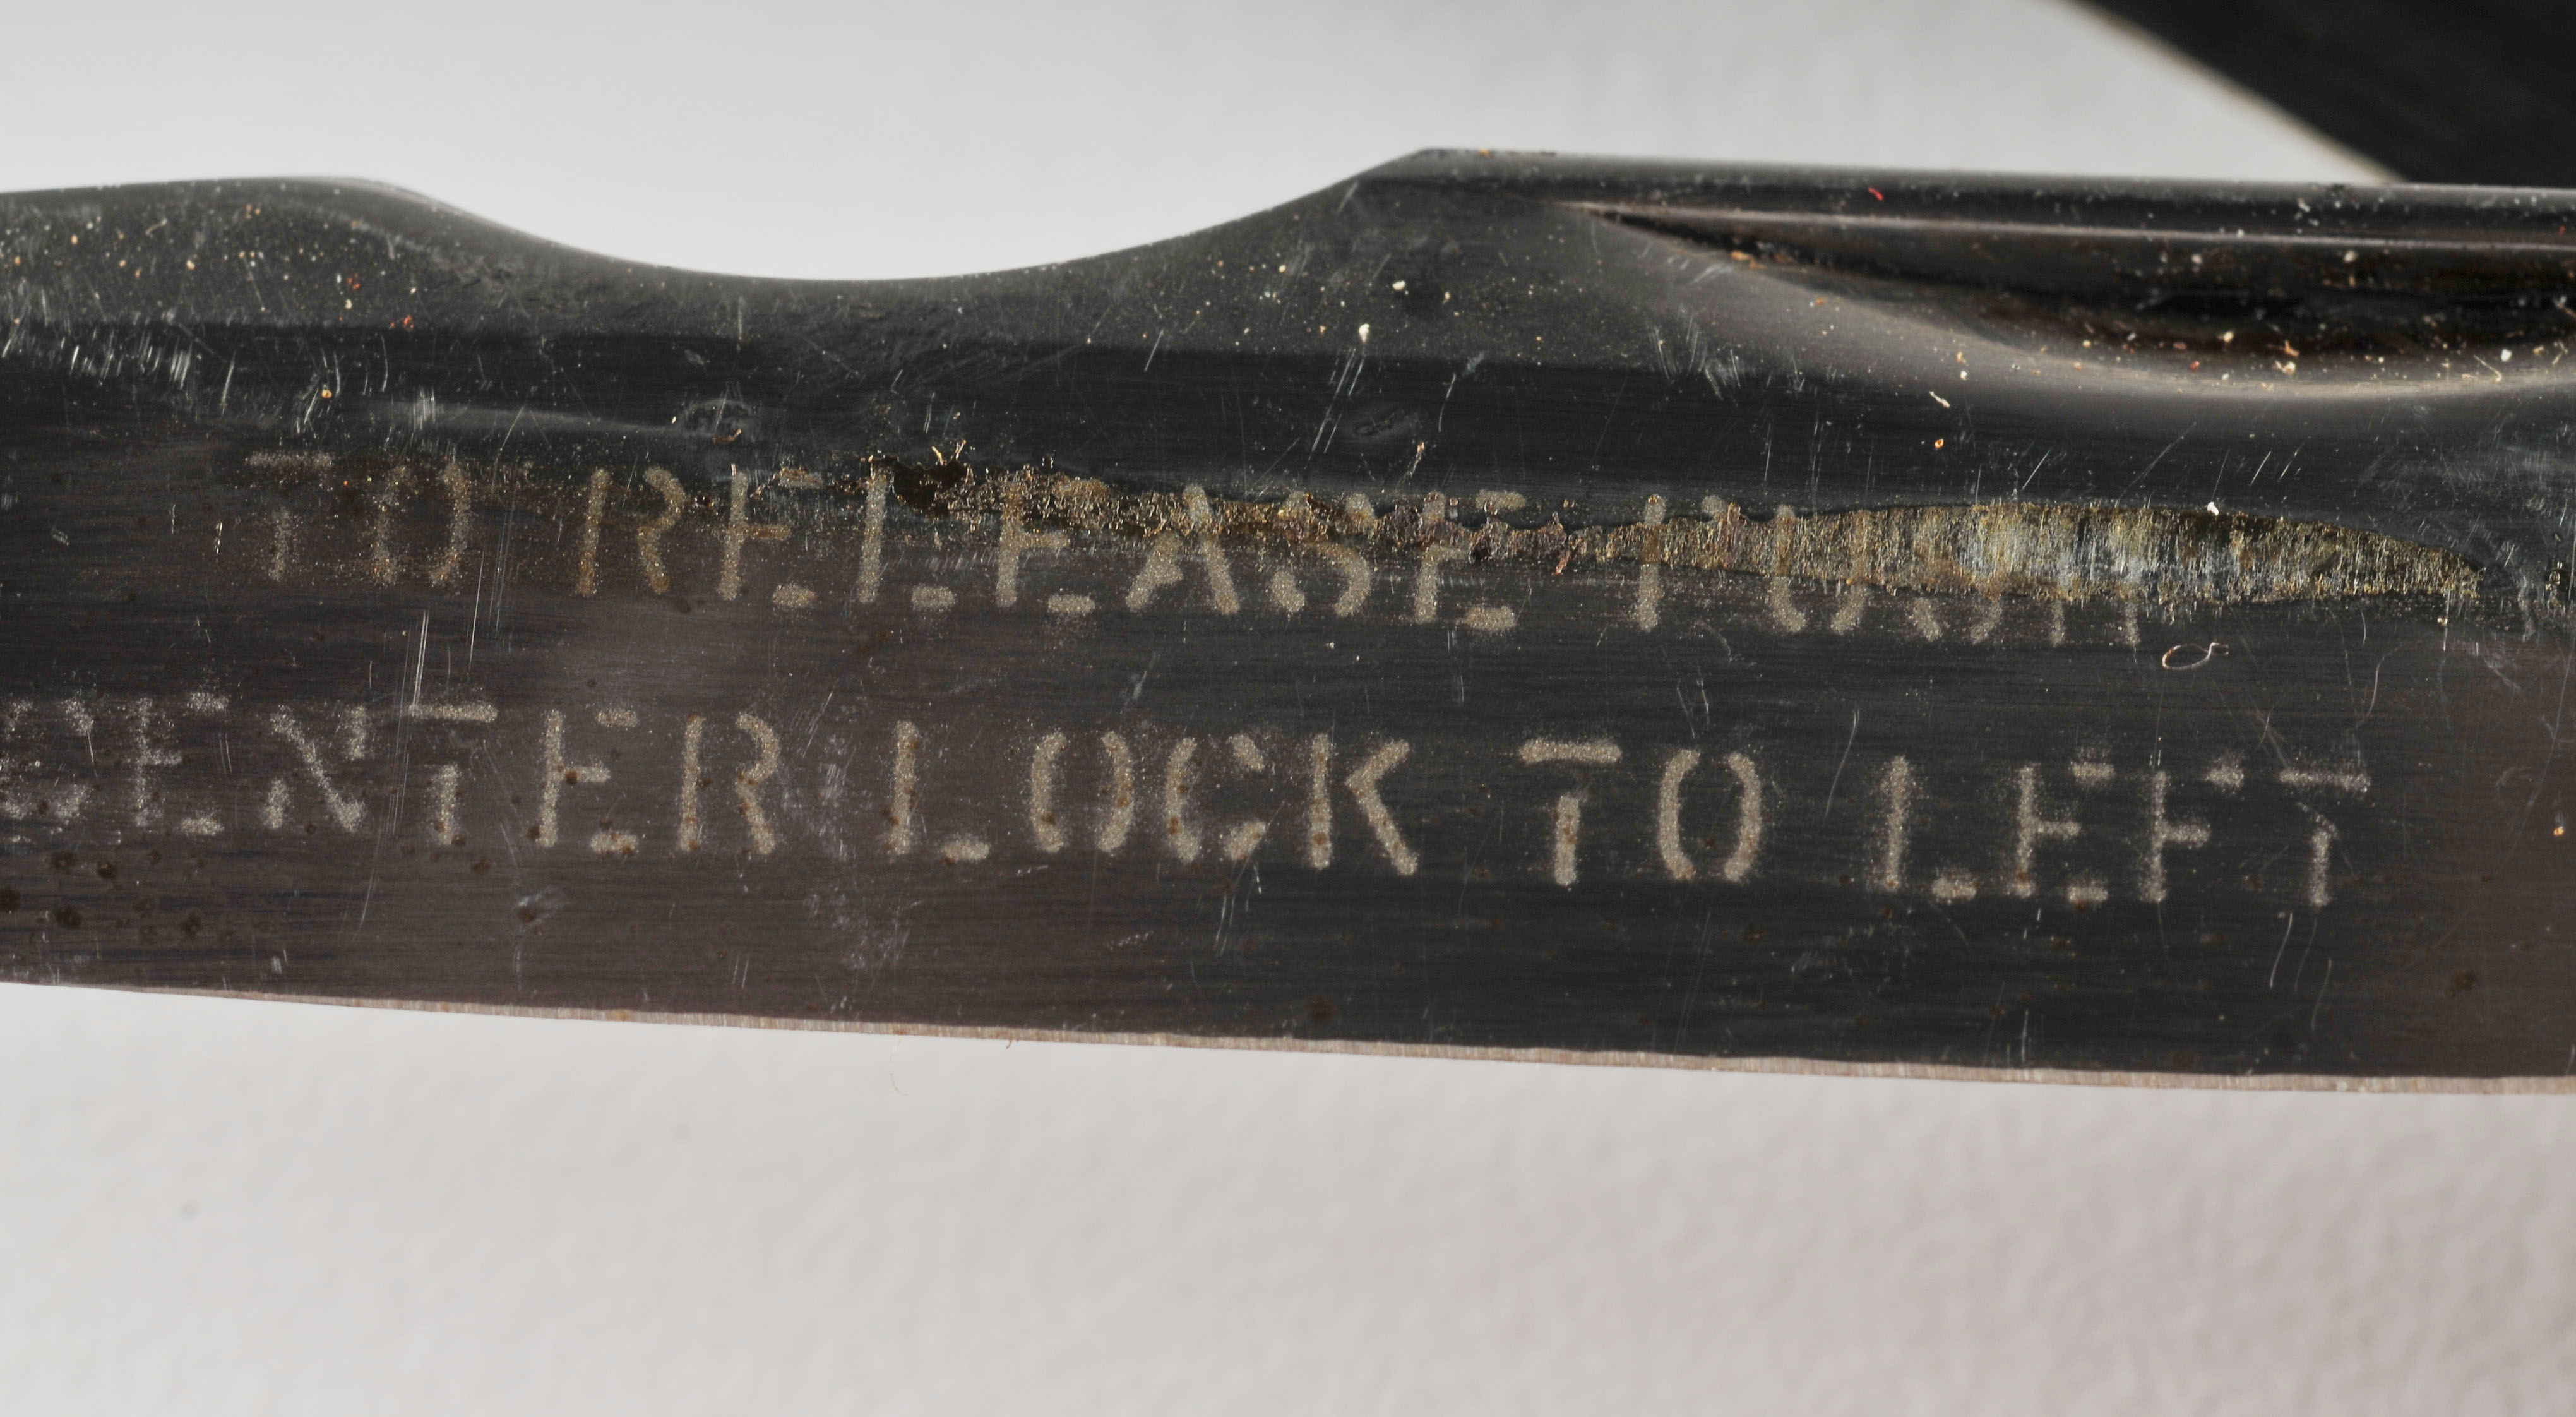 TO RELEASE PUSH
CENTER LOCK TO LEFT